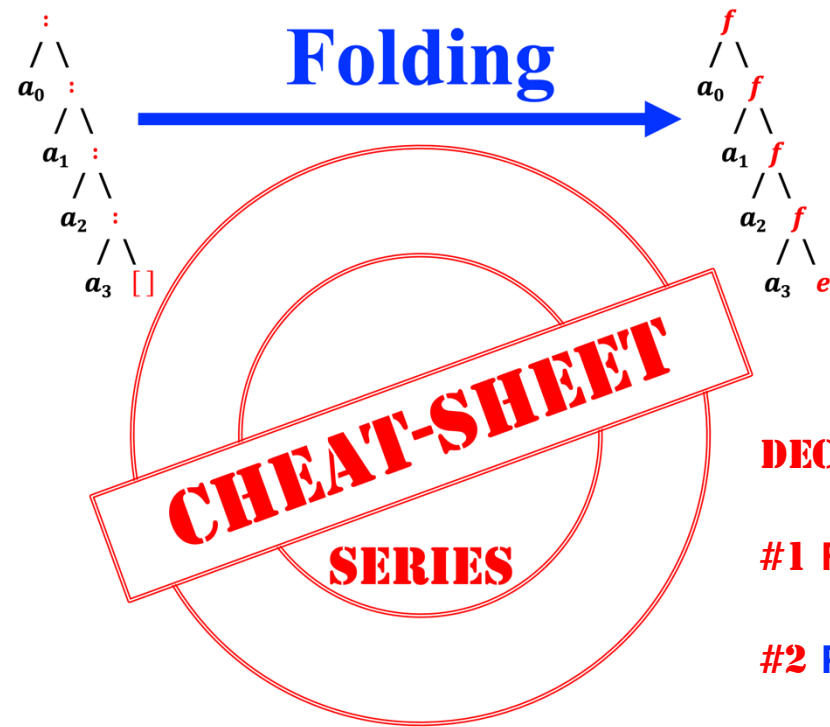 :
Folding
f
a₀ :
a₀ f
a₁ :
a₁ f
a₂ :
a₂ f
a₃ []
a₃ e
CHEAT-SHEET
SERIES
#1
#2